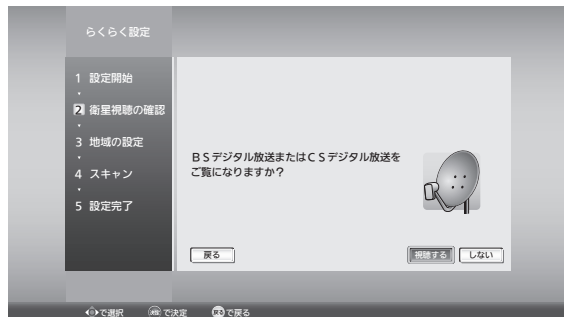 らくらく設定
1 設定開始
2 衛星視聴の確認
3 地域の設定
4 スキャン
5 設定完了
BSデジタル放送またはCSデジタル放送を
ご覧になりますか？
戻る 視聴する しない
で選択 決定 で決定 戻る で戻る